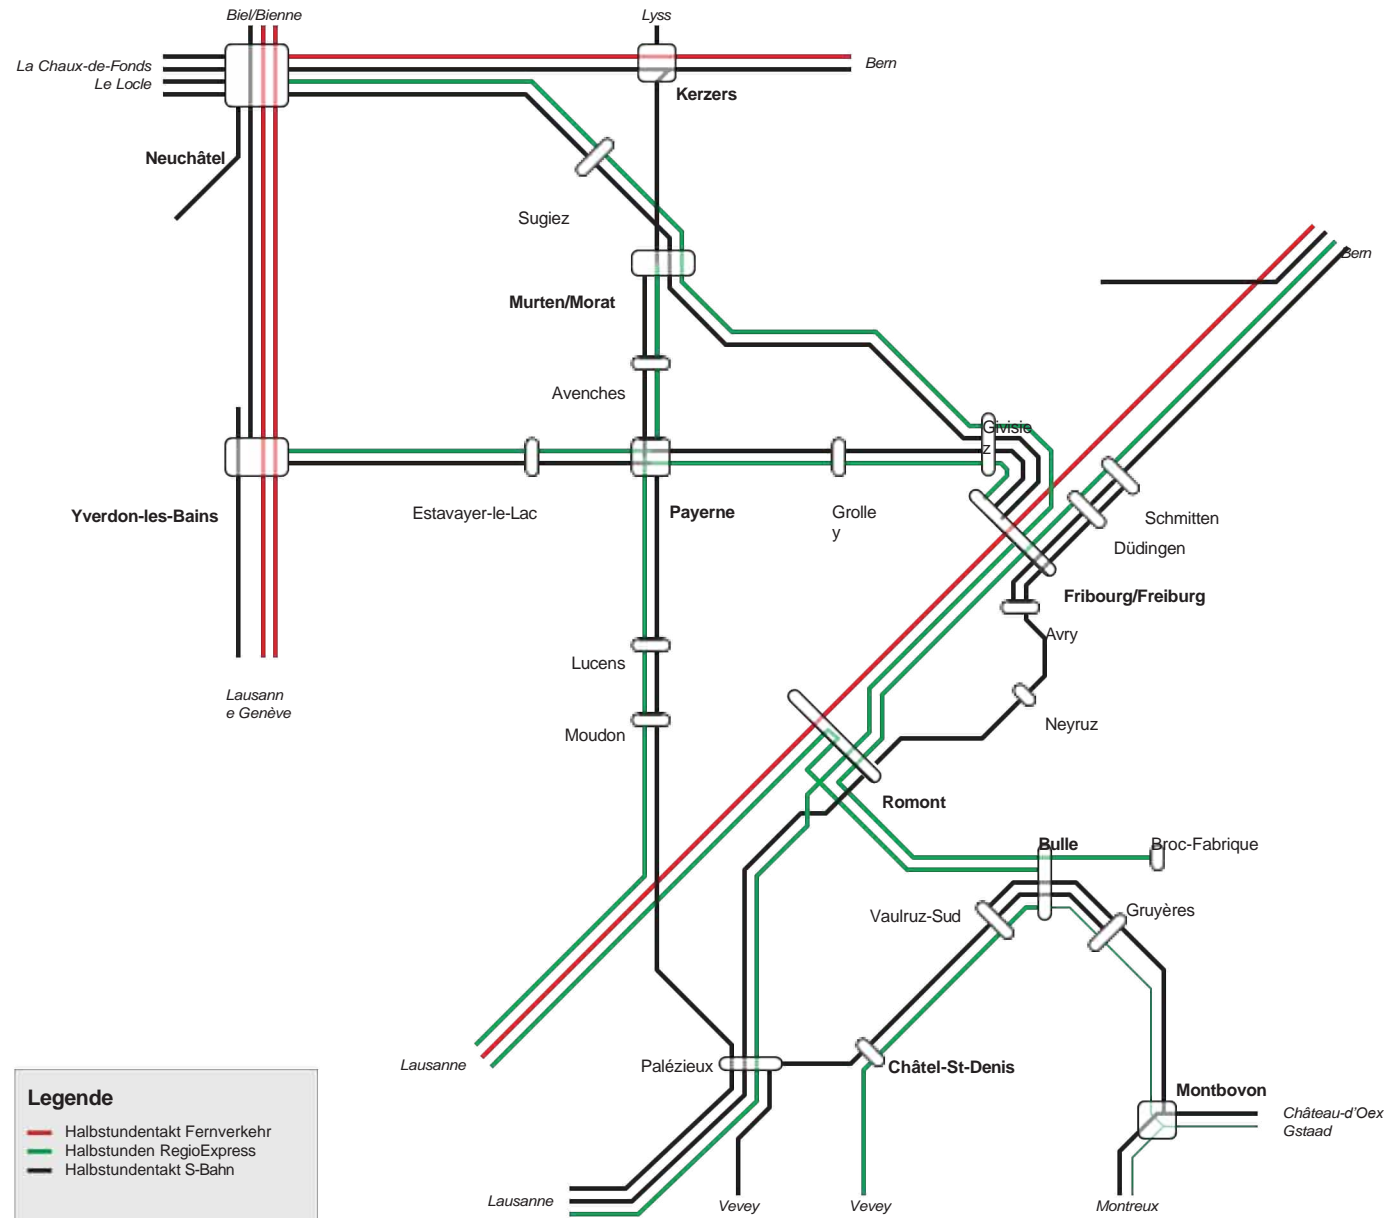 Biel/Bienne
Lyss
La Chaux-de-Fonds
Le Locle
Bern
Kerzers
Neuchâtel
Sugiez
Bern
Murten/Morat
Avenches
Givisie
z
Yverdon-les-Bains
Estavayer-le-Lac
Payerne
Grolle
y
Schmitten
Düdingen
Fribourg/Freiburg
Avry
Lucens
Lausann
e Genève
Neyruz
Moudon
Romont
Bulle
Broc-Fabrique
Vaulruz-Sud
Gruyères
Lausanne
Palézieux
Châtel-St-Denis
Montbovon
Château-d'Oex
Gstaad
Legende
Halbstundentakt Fernverkehr
Halbstunden RegioExpress
Halbstundentakt S-Bahn
Lausanne
Vevey
Vevey
Montreux